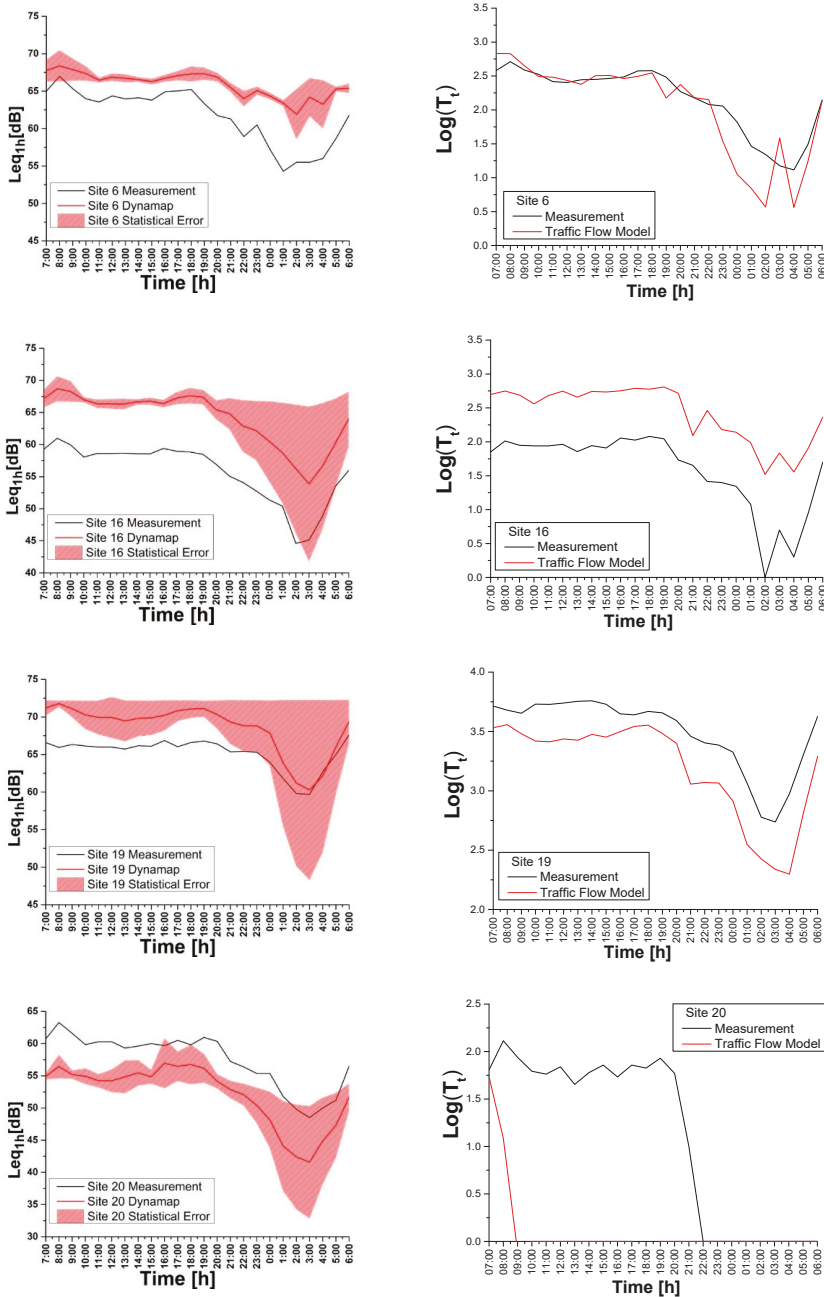 75
70
65
60
55
50
45
Leq1h[dB]
Site 6 Measurement
Site 6 Dynamap
Site 6 Statistical Error
7:00 8:00 9:00 10:00 11:00 12:00 13:00 14:00 15:00 16:00 17:00 18:00 19:00 20:00 21:00 22:00 23:00 0:00 1:00 2:00 3:00 4:00 5:00 6:00
Time [h]
3.5
3.0
2.5
2.0
1.5
1.0
0.5
0.0
Log(Tt)
Site 6
Measurement
Traffic Flow Model
07:00 08:00 09:00 10:00 11:00 12:00 13:00 14:00 15:00 16:00 17:00 18:00 19:00 20:00 21:00 22:00 23:00 00:00 01:00 02:00 03:00 04:00 05:00 06:00
Time [h]
75
70
65
60
55
50
45
40
Leq1h[dB]
Site 16 Measurement
Site 16 Dynamap
Site 16 Statistical Error
7:00 8:00 9:00 10:00 11:00 12:00 13:00 14:00 15:00 16:00 17:00 18:00 19:00 20:00 21:00 22:00 23:00 0:00 1:00 2:00 3:00 4:00 5:00 6:00
Time [h]
3.5
3.0
2.5
2.0
1.5
1.0
0.5
0.0
Log(Tt)
Site 16
Measurement
Traffic Flow Model
07:00 08:00 09:00 10:00 11:00 12:00 13:00 14:00 15:00 16:00 17:00 18:00 19:00 20:00 21:00 22:00 23:00 00:00 01:00 02:00 03:00 04:00 05:00 06:00
Time [h]
75
70
65
60
55
50
45
Leq1h[dB]
Site 19 Measurement
Site 19 Dynamap
Site 19 Statistical Error
7:00 8:00 9:00 10:00 11:00 12:00 13:00 14:00 15:00 16:00 17:00 18:00 19:00 20:00 21:00 22:00 23:00 0:00 1:00 2:00 3:00 4:00 5:00 6:00
Time [h]
4.0
3.5
3.0
2.5
2.0
Log(Tt)
Site 19
Measurement
Traffic Flow Model
07:00 08:00 09:00 10:00 11:00 12:00 13:00 14:00 15:00 16:00 17:00 18:00 19:00 20:00 21:00 22:00 23:00 00:00 01:00 02:00 03:00 04:00 05:00 06:00
Time [h]
65
60
55
50
45
40
35
30
Leq1h[dB]
Site 20 Measurement
Site 20 Dynamap
Site 20 Statistical Error
7:00 8:00 9:00 10:00 11:00 12:00 13:00 14:00 15:00 16:00 17:00 18:00 19:00 20:00 21:00 22:00 23:00 0:00 1:00 2:00 3:00 4:00 5:00 6:00
Time [h]
2.5
2.0
1.5
1.0
0.5
0.0
Log(Tt)
Site 20
Measurement
Traffic Flow Model
07:00 08:00 09:00 10:00 11:00 12:00 13:00 14:00 15:00 16:00 17:00 18:00 19:00 20:00 21:00 22:00 23:00 00:00 01:00 02:00 03:00 04:00 05:00 06:00
Time [h]